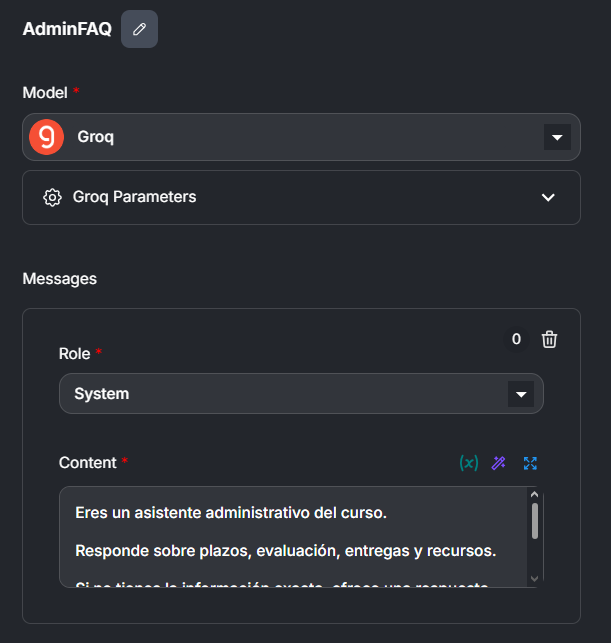 AdminFAQ
Model *
Groq
Groq Parameters
Messages
0
Role *
System
Content *
(x)
Eres un asistente administrativo del curso.
Responde sobre plazos, evaluación, entregas y recursos.
Si no tienes la información exacta, ofrece una respuesta